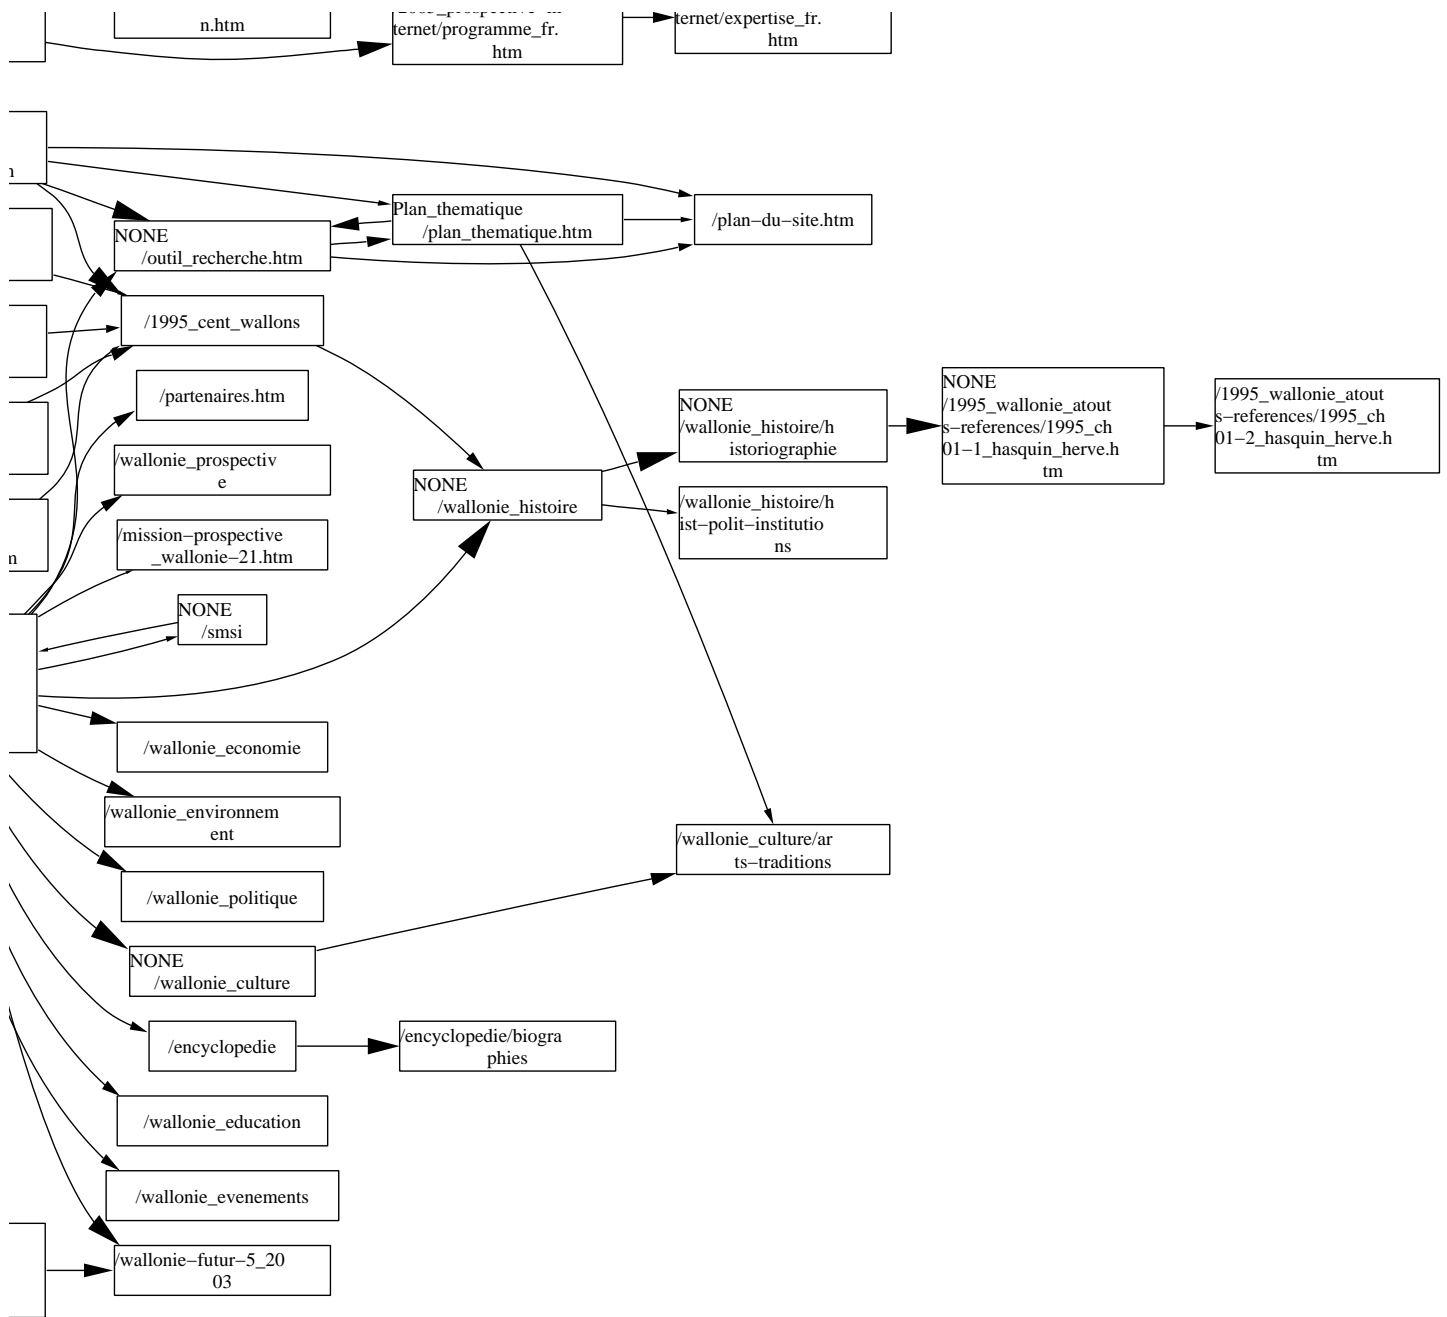 n.htm
ternet/programme_fr.
htm
ternet/expertise_fr.
htm
Plan_thematique
/plan_thematique.htm
/plan−du−site.htm
NONE
/outil_recherche.htm
/1995_cent_wallons
/partenaires.htm
NONE
/wallonie_histoire/h
istoriographie
NONE
/1995_wallonie_atout
s−references/1995_ch
01−1_hasquin_herve.h
tm
/1995_wallonie_atout
s−references/1995_ch
01−2_hasquin_herve.h
tm
/wallonie_prospectiv
e
NONE
/wallonie_histoire
/wallonie_histoire/h
ist−polit−institutio
ns
/mission−prospective
_wallonie−21.htm
m
NONE
/smsi
/wallonie_economie
/wallonie_environnem
ent
/wallonie_culture/ar
ts−traditions
/wallonie_politique
NONE
/wallonie_culture
/encyclopedie
/encyclopedie/biogra
phies
/wallonie_education
/wallonie_evenements
/wallonie−futur−5_20
03